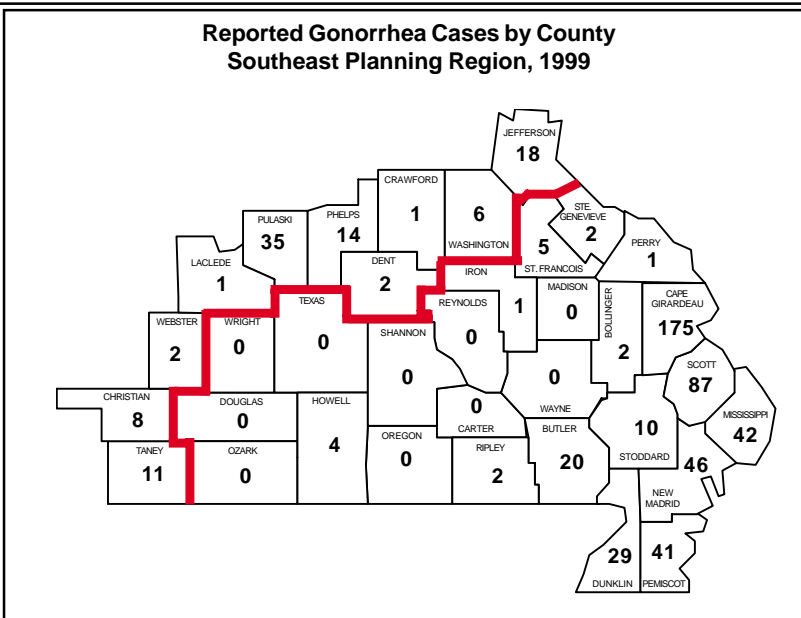 Reported Gonorrhea Cases by County
Southeast Planning Region, 1999
JEFFERSON
18
CRAWFORD
1
6
WASHINGTON
STE.
GENEVIEVE
2
PHELPS
14
PULASKI
35
5
ST. FRANCOIS
PERRY
1
LACLEDE
1
DENT
2
IRON
1
MADISON
0
CAPE
GIRARDEAU
175
TEXAS
0
REYNOLDS
0
BOLLINGER
2
WEBSTER
2
WRIGHT
0
SHANNON
0
SCOTT
87
0
WAYNE
CHRISTIAN
8
DOUGLAS
0
HOWELL
4
0
CARTER
MISSISSIPPI
42
10
STODDARD
TANEY
11
OZARK
0
OREGON
0
RIPLEY
2
BUTLER
20
46
NEW
MADRID
29
DUNKLIN
41
PEMISCOT